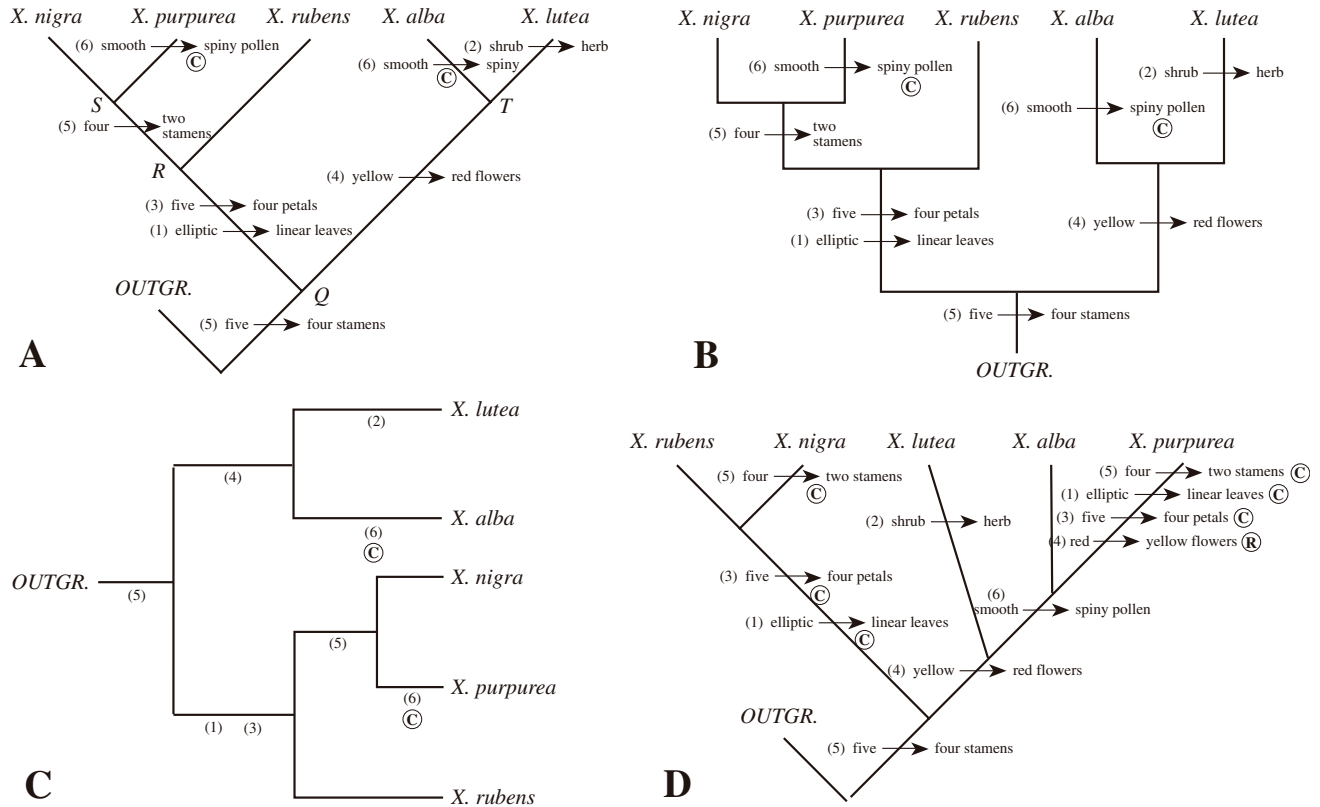 X. nigra X. purpurea X. rubens X. alba X. lutea
(6) smooth spiny pollen
C
(2) shrub herb
(6) smooth spiny
C
S
T
(5) four two
stamens
R
(4) yellow red flowers
(3) five four petals
(1) elliptic linear leaves
OUTGR.
Q
(5) five four stamens
A
X. nigra X. purpurea X. rubens X. alba X. lutea
(6) smooth spiny pollen
C
(2) shrub herb
(6) smooth spiny pollen
C
(5) four two
stamens
(3) five four petals
(4) yellow red flowers
(1) elliptic linear leaves
(5) five four stamens
B
OUTGR.
X. lutea
(2)
(4)
X. alba
(6)
C
X. nigra
OUTGR.
(5)
(5)
X. purpurea
(6)
C
(1) (3)
X. rubens
C
X. rubens X. nigra X. lutea X. alba X. purpurea
(5) four two stamens
C
(5) four two stamens C
(1) elliptic linear leaves C
(2) shrub herb
(3) five four petals C
(4) red yellow flowers R
(3) five four petals
C
(6)
smooth spiny pollen
(1) elliptic linear leaves
C
(4) yellow red flowers
OUTGR.
(5) five four stamens
D